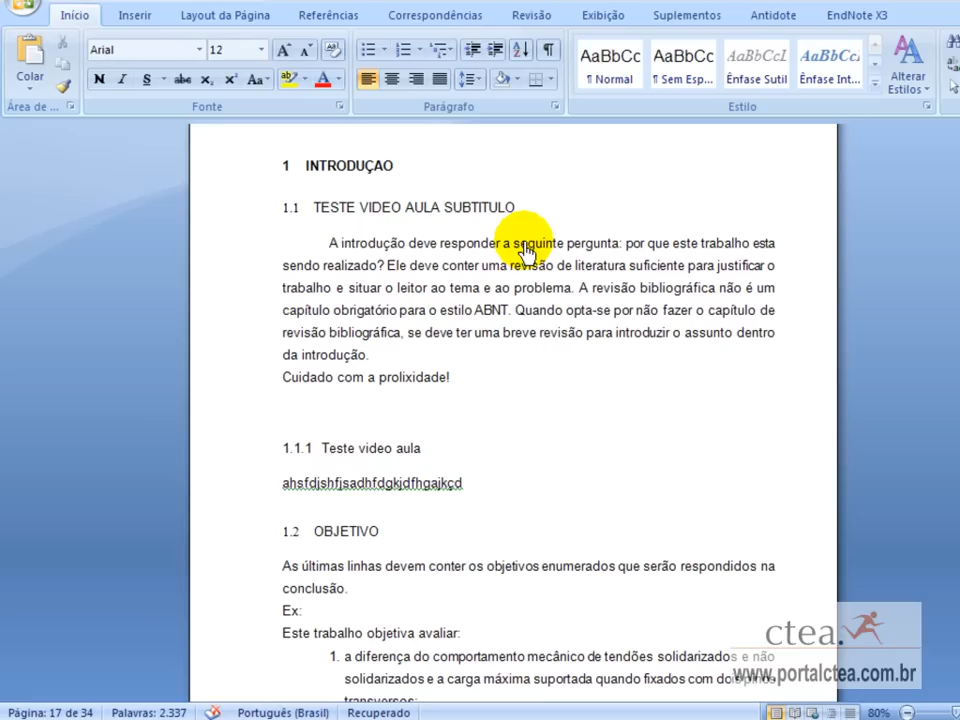 Início Inserir Layout da Página Referências Correspondências Revisão Exibição Suplementos Antidote EndNote X3
Colar
Arial 12
N I S abc x₂ x² Aa
AaBbCc AaBbCc AaBbCcI AaBbCc
¶ Normal ¶ Sem Esp... Ênfase Sutil Ênfase Int...
Alterar Estilos
Área de ... Fonte Parágrafo Estilo
1 INTRODUÇAO
1.1 TESTE VIDEO AULA SUBTITULO
A introdução deve responder a seguinte pergunta: por que este trabalho esta
sendo realizado? Ele deve conter uma revisão de literatura suficiente para justificar o
trabalho e situar o leitor ao tema e ao problema. A revisão bibliográfica não é um
capítulo obrigatório para o estilo ABNT. Quando opta-se por não fazer o capítulo de
revisão bibliográfica, se deve ter uma breve revisão para introduzir o assunto dentro
da introdução.
Cuidado com a prolixidade!
1.1.1 Teste video aula
ahsfdjshfjsadhfdgkjdfhgajkçd
1.2 OBJETIVO
As últimas linhas devem conter os objetivos enumerados que serão respondidos na
conclusão.
Ex:
Este trabalho objetiva avaliar:
1. a diferença do comportamento mecânico de tendões solidarizados e não
solidarizados e a carga máxima suportada quando fixados com dois pinos
transversos;
ctea.
www.portalctea.com.br
Página: 17 de 34 Palavras: 2.337 Português (Brasil) Recuperado 80%